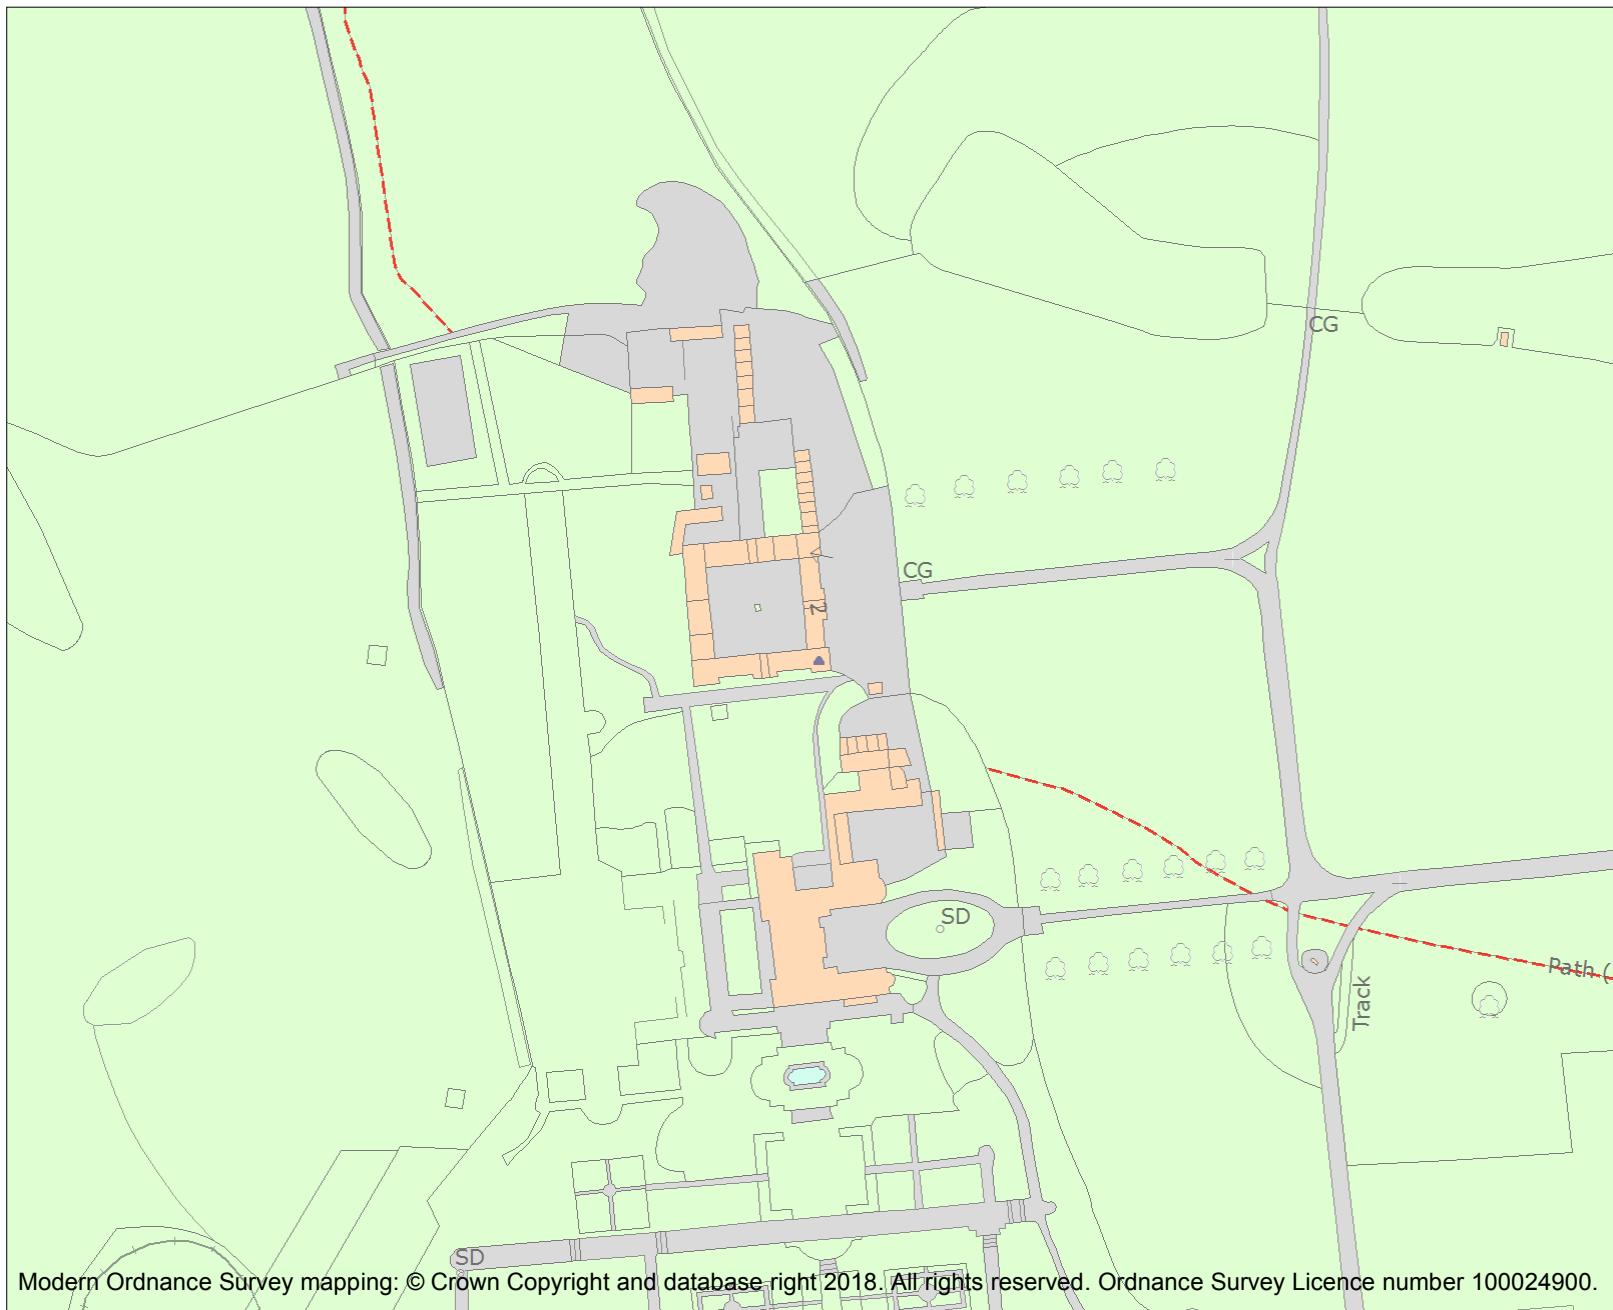 CG
CG
2
SD
Path (
Track
SD
Modern Ordnance Survey mapping: © Crown Copyright and database right 2018. All rights reserved. Ordnance Survey Licence number 100024900.